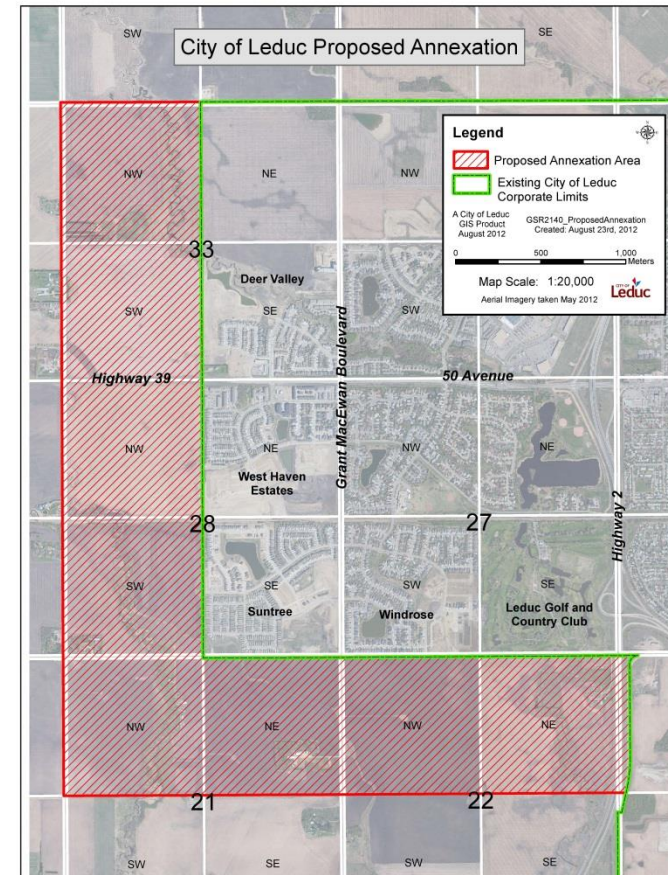 SW
SE
City of Leduc Proposed Annexation
Legend
Proposed Annexation Area
Existing City of Leduc
Corporate Limits
A City of Leduc
GIS Product
August 2012
GSR2140_ProposedAnnexation
Created: August 23rd, 2012
0 500 1,000
Meters
Map Scale: 1:20,000
CITY OF
Leduc
Aerial Imagery taken May 2012
NW
NE
NW
33
Deer Valley
SW
SE
SW
Highway 39
Grant MacEwan Boulevard
50 Avenue
NW
NE
NW
NE
West Haven
Estates
Highway 2
28
27
SW
SE
SW
SE
Suntree
Windrose
Leduc Golf and
Country Club
NW
NE
NW
NE
21
22
SW
SE
SW
SE